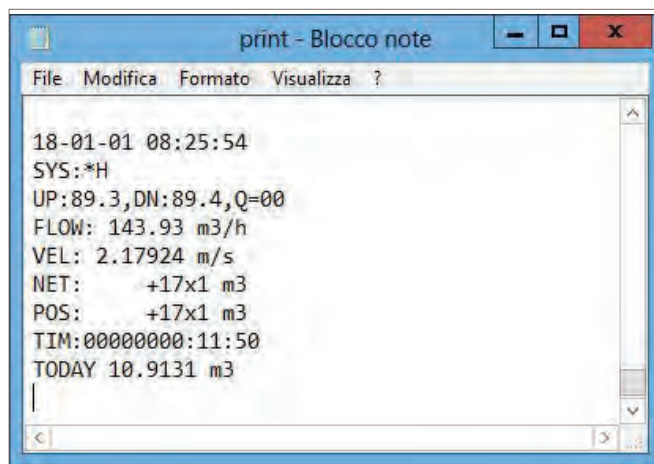 print - Blocco note
File Modifica Formato Visualizza ?
18-01-01 08:25:54
SYS:*H
UP:89.3,DN:89.4,Q=00
FLOW: 143.93 m3/h
VEL: 2.17924 m/s
NET:      +17x1 m3
POS:      +17x1 m3
TIM:00000000:11:50
TODAY 10.9131 m3